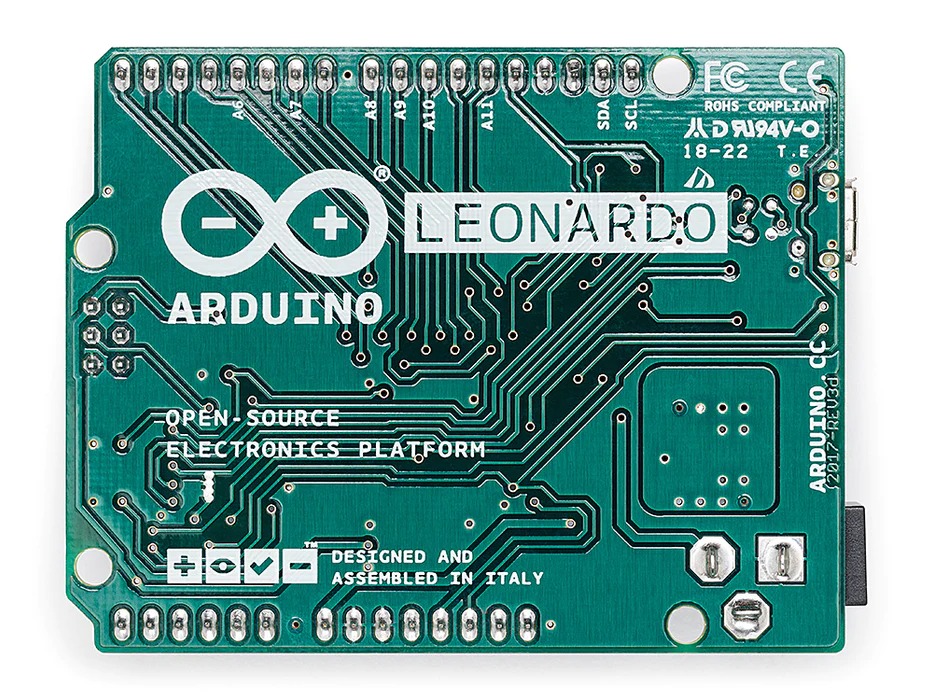 A6
A7
A8
A9
A10
A11
SDA
SCL
FC CE
ROHS COMPLIANT
D 94V-0
18-22 T.E.
®
LEONARDO
ARDUINO
OPEN-SOURCE
ELECTRONICS PLATFORM
ARDUINO.CC
2017-REV3d
™
DESIGNED AND
ASSEMBLED IN ITALY